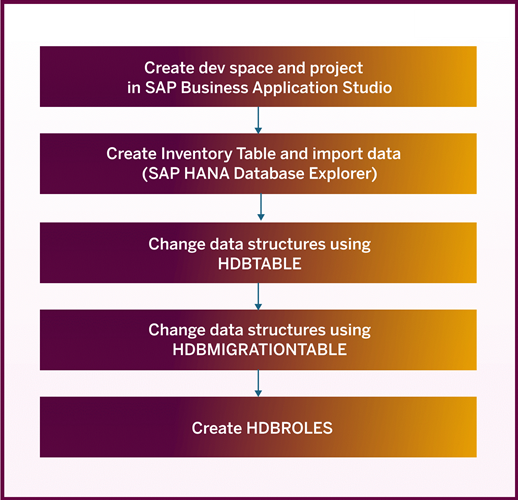 Create dev space and project
in SAP Business Application Studio
Create Inventory Table and import data
(SAP HANA Database Explorer)
Change data structures using
HDBTABLE
Change data structures using
HDBMIGRATIONTABLE
Create HDBROLES